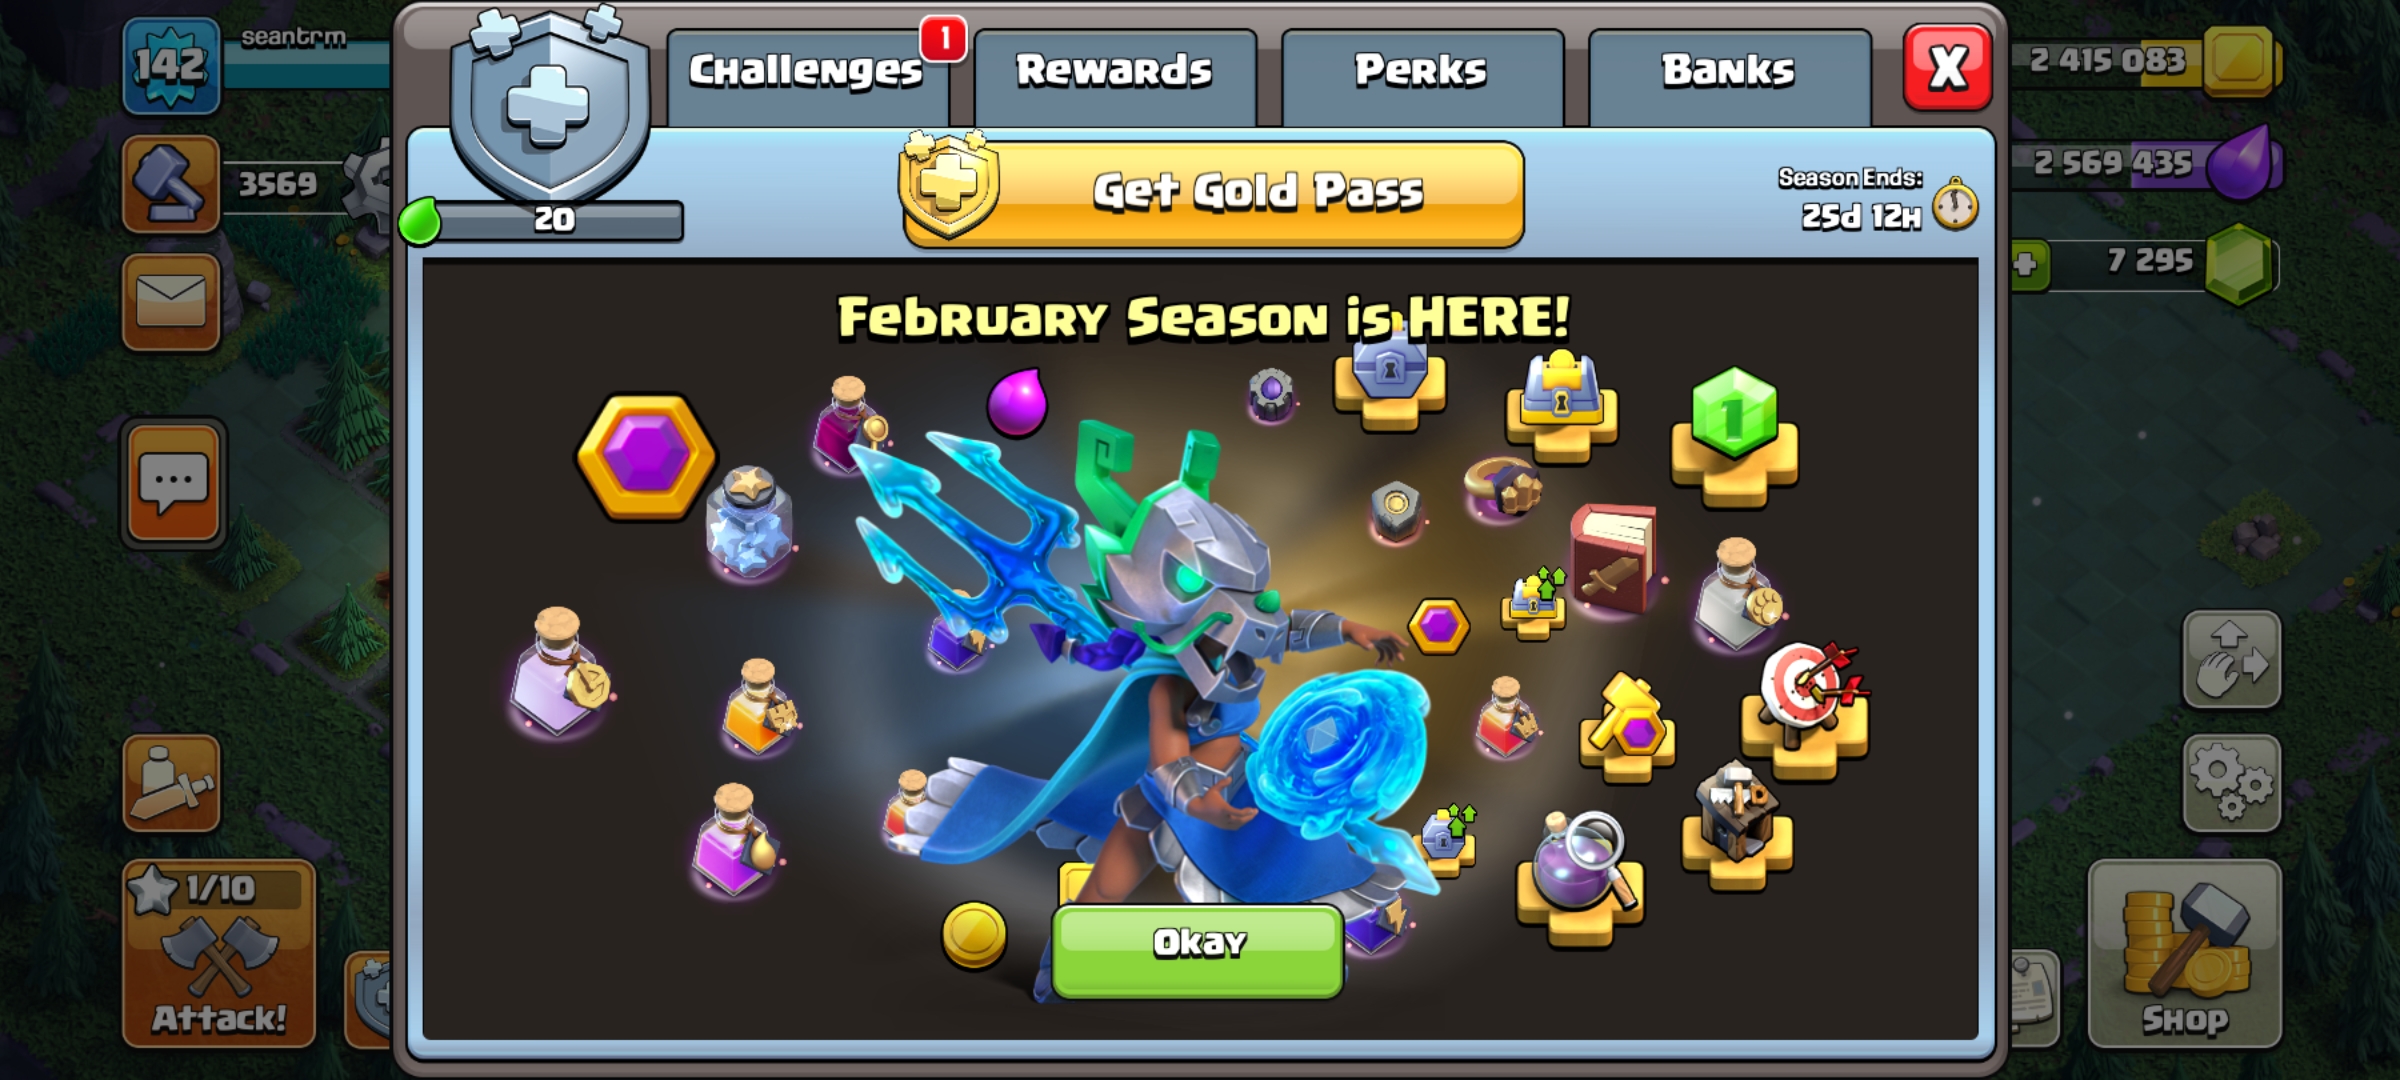 142
seantrm
Challenges
1
Rewards
Perks
Banks
X
2 415 083
3569
20
Get Gold Pass
Season Ends:
25d 12H
2 569 435
7 295
February Season is HERE!
1
1/10
Attack!
Okay
Shop